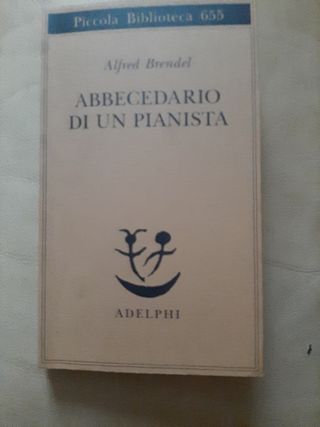 Piccola Biblioteca 655
Alfred Brendel
ABBECEDARIO
DI UN PIANISTA
ADELPHI